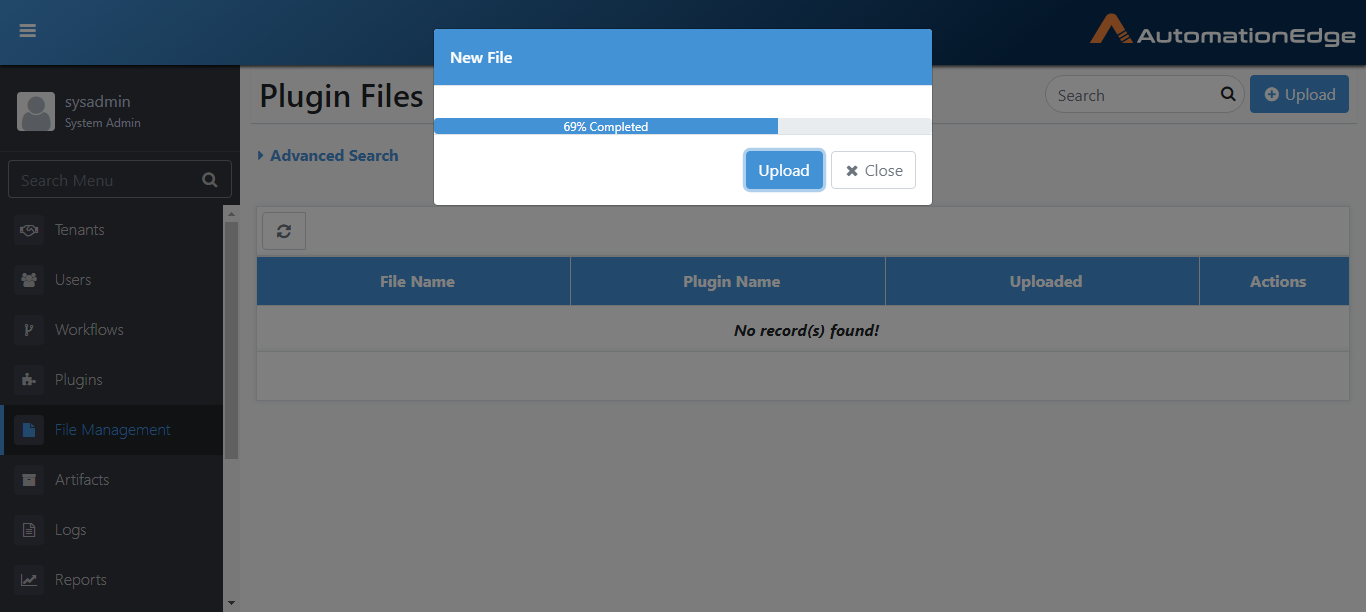 AutomationEdge
sysadmin
System Admin
Search Menu
Tenants
Users
Workflows
Plugins
File Management
Artifacts
Logs
Reports
Plugin Files
Search
Upload
Advanced Search
New File
69% Completed
Upload
Close
File Name Plugin Name Uploaded Actions
No record(s) found!